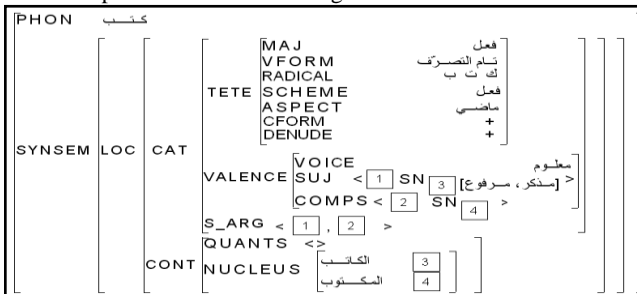 PHON كتب
MAJ فعل
VFORM تام التصرّف
RADICAL ك ت ب
TETE SCHEME فعل
ASPECT ماضي
CFORM +
DENUDE +
SYNSEM LOC CAT
VOICE معلوم
VALENCE SUJ < 1 SN 3 [مذكر ، مرفوع] >
COMPS < 2 SN 4 >
S_ARG < 1 , 2 >
QUANTS <>
CONT NUCLEUS الكاتب 3
المكتوب 4